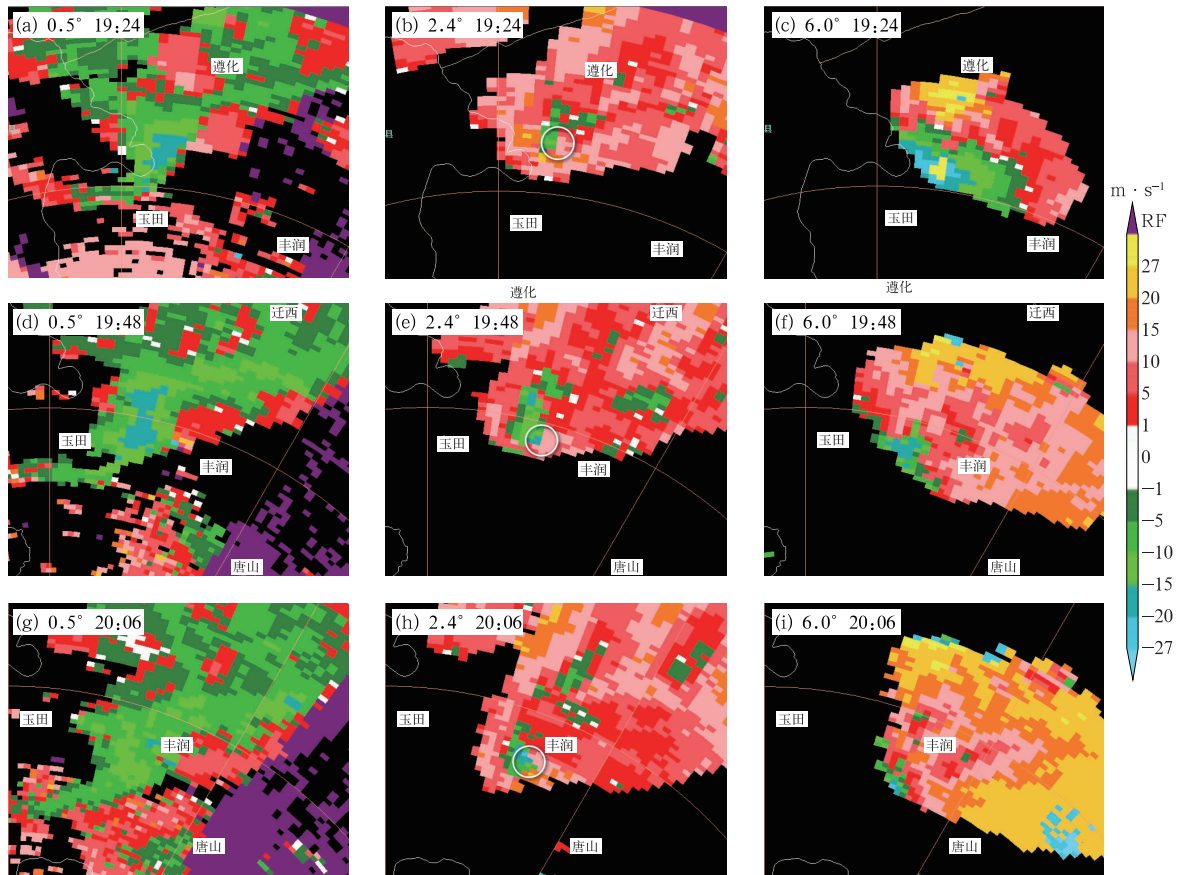 (a) 0.5° 19:24
遵化
玉田
丰润
(b) 2.4° 19:24
遵化
县
玉田
丰润
(c) 6.0° 19:24
遵化
县
玉田
丰润
m · s⁻¹
RF
27
20
15
10
5
1
0
−1
−5
−10
−15
−20
−27
(d) 0.5° 19:48
迁西
玉田
丰润
唐山
遵化
(e) 2.4° 19:48
迁西
玉田
丰润
唐山
遵化
(f) 6.0° 19:48
迁西
玉田
丰润
唐山
(g) 0.5° 20:06
玉田
丰润
唐山
(h) 2.4° 20:06
玉田
丰润
唐山
(i) 6.0° 20:06
玉田
丰润
唐山